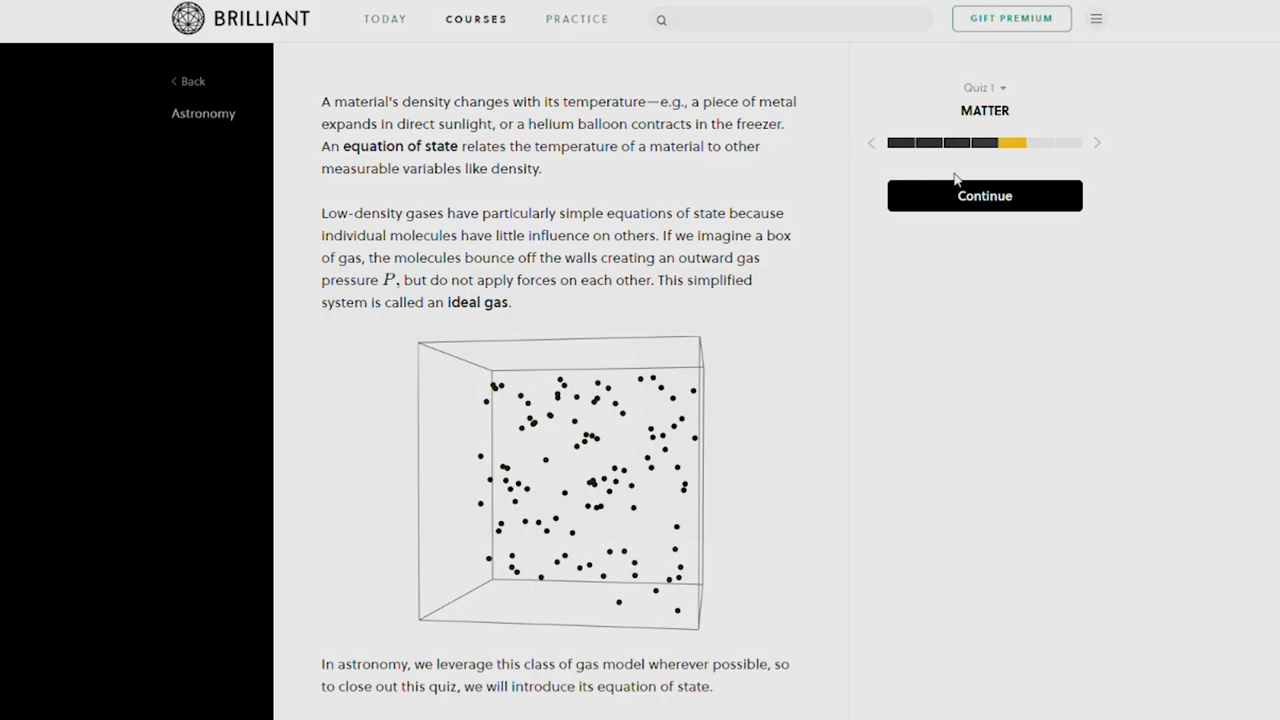 BRILLIANT
TODAY
COURSES
PRACTICE
GIFT PREMIUM
Back
Astronomy
A material's density changes with its temperature—e.g., a piece of metal
expands in direct sunlight, or a helium balloon contracts in the freezer.
An equation of state relates the temperature of a material to other
measurable variables like density.
Low-density gases have particularly simple equations of state because
individual molecules have little influence on others. If we imagine a box
of gas, the molecules bounce off the walls creating an outward gas
pressure P, but do not apply forces on each other. This simplified
system is called an ideal gas.
In astronomy, we leverage this class of gas model wherever possible, so
to close out this quiz, we will introduce its equation of state.
Quiz 1
MATTER
Continue